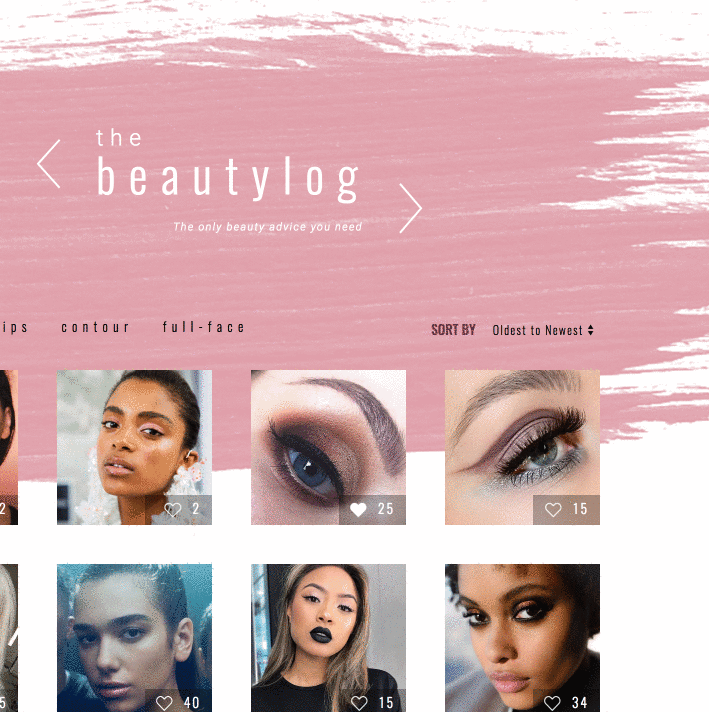 the
beautylog
The only beauty advice you need
ips contour full-face SORT BY Oldest to Newest
2 2 25 15
5 40 15 34